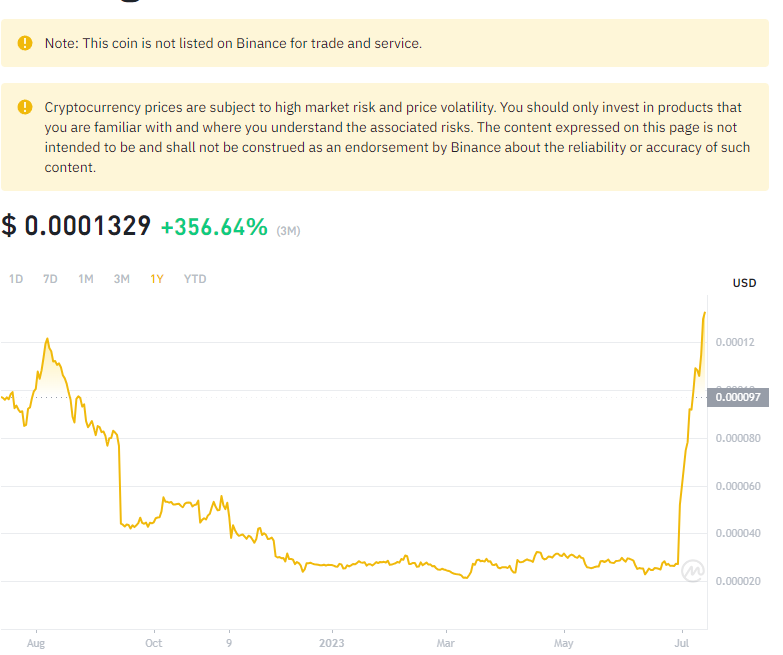 Note: This coin is not listed on Binance for trade and service.
Cryptocurrency prices are subject to high market risk and price volatility. You should only invest in products that
you are familiar with and where you understand the associated risks. The content expressed on this page is not
intended to be and shall not be construed as an endorsement by Binance about the reliability or accuracy of such
content.
$ 0.0001329 +356.64% (3M)
1D 7D 1M 3M 1Y YTD
USD
0.00012
0.000097
0.000080
0.000060
0.000040
0.000020
Aug Oct 9 2023 Mar May Jul